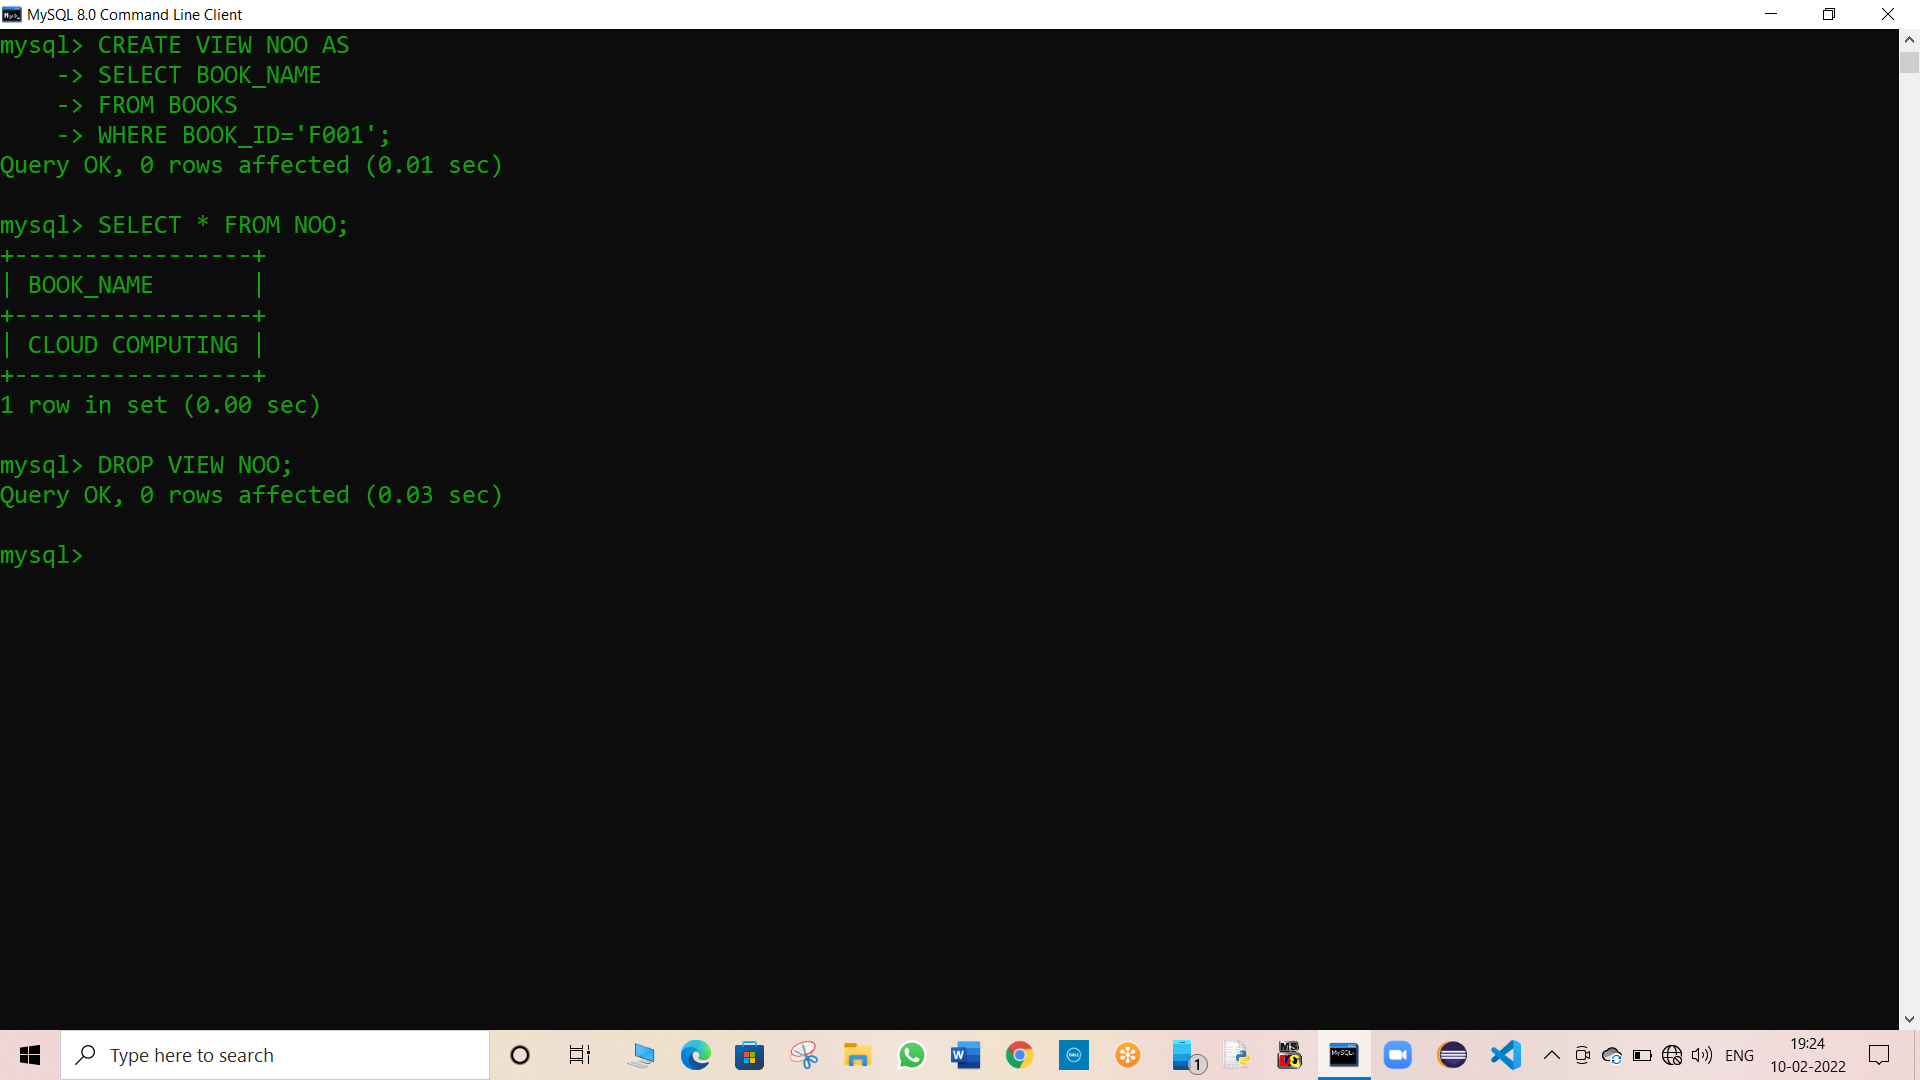 MySQL 8.0 Command Line Client
mysql> CREATE VIEW NOO AS
    -> SELECT BOOK_NAME
    -> FROM BOOKS
    -> WHERE BOOK_ID='F001';
Query OK, 0 rows affected (0.01 sec)
mysql> SELECT * FROM NOO;
+-----------------+
| BOOK_NAME       |
+-----------------+
| CLOUD COMPUTING |
+-----------------+
1 row in set (0.00 sec)
mysql> DROP VIEW NOO;
Query OK, 0 rows affected (0.03 sec)
mysql>
Type here to search
W
DELL
1
MS
MySQL>
ENG
19:24
10-02-2022